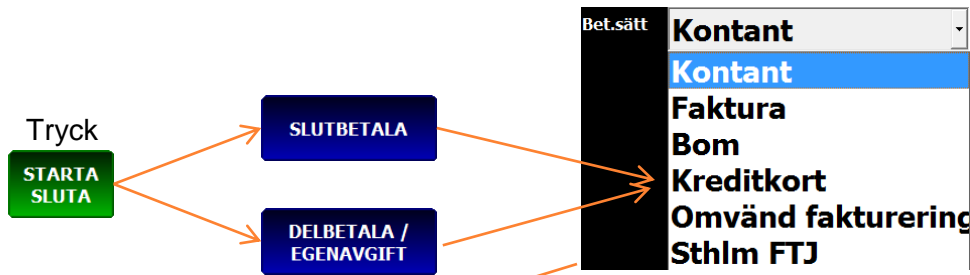 Tryck
STARTA
SLUTA
SLUTBETALA
DELBETALA /
EGENAVGIFT
Bet.sätt
Kontant
Kontant
Faktura
Bom
Kreditkort
Omvänd fakturering
Sthlm FTJ